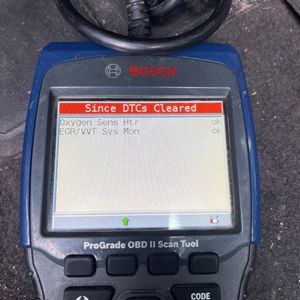 BOSCH
Since DTCs Cleared
Oxygen Sens Htr ok
EGR/VVT Sys Mon ok
ProGrade OBD II Scan Tool
CODE